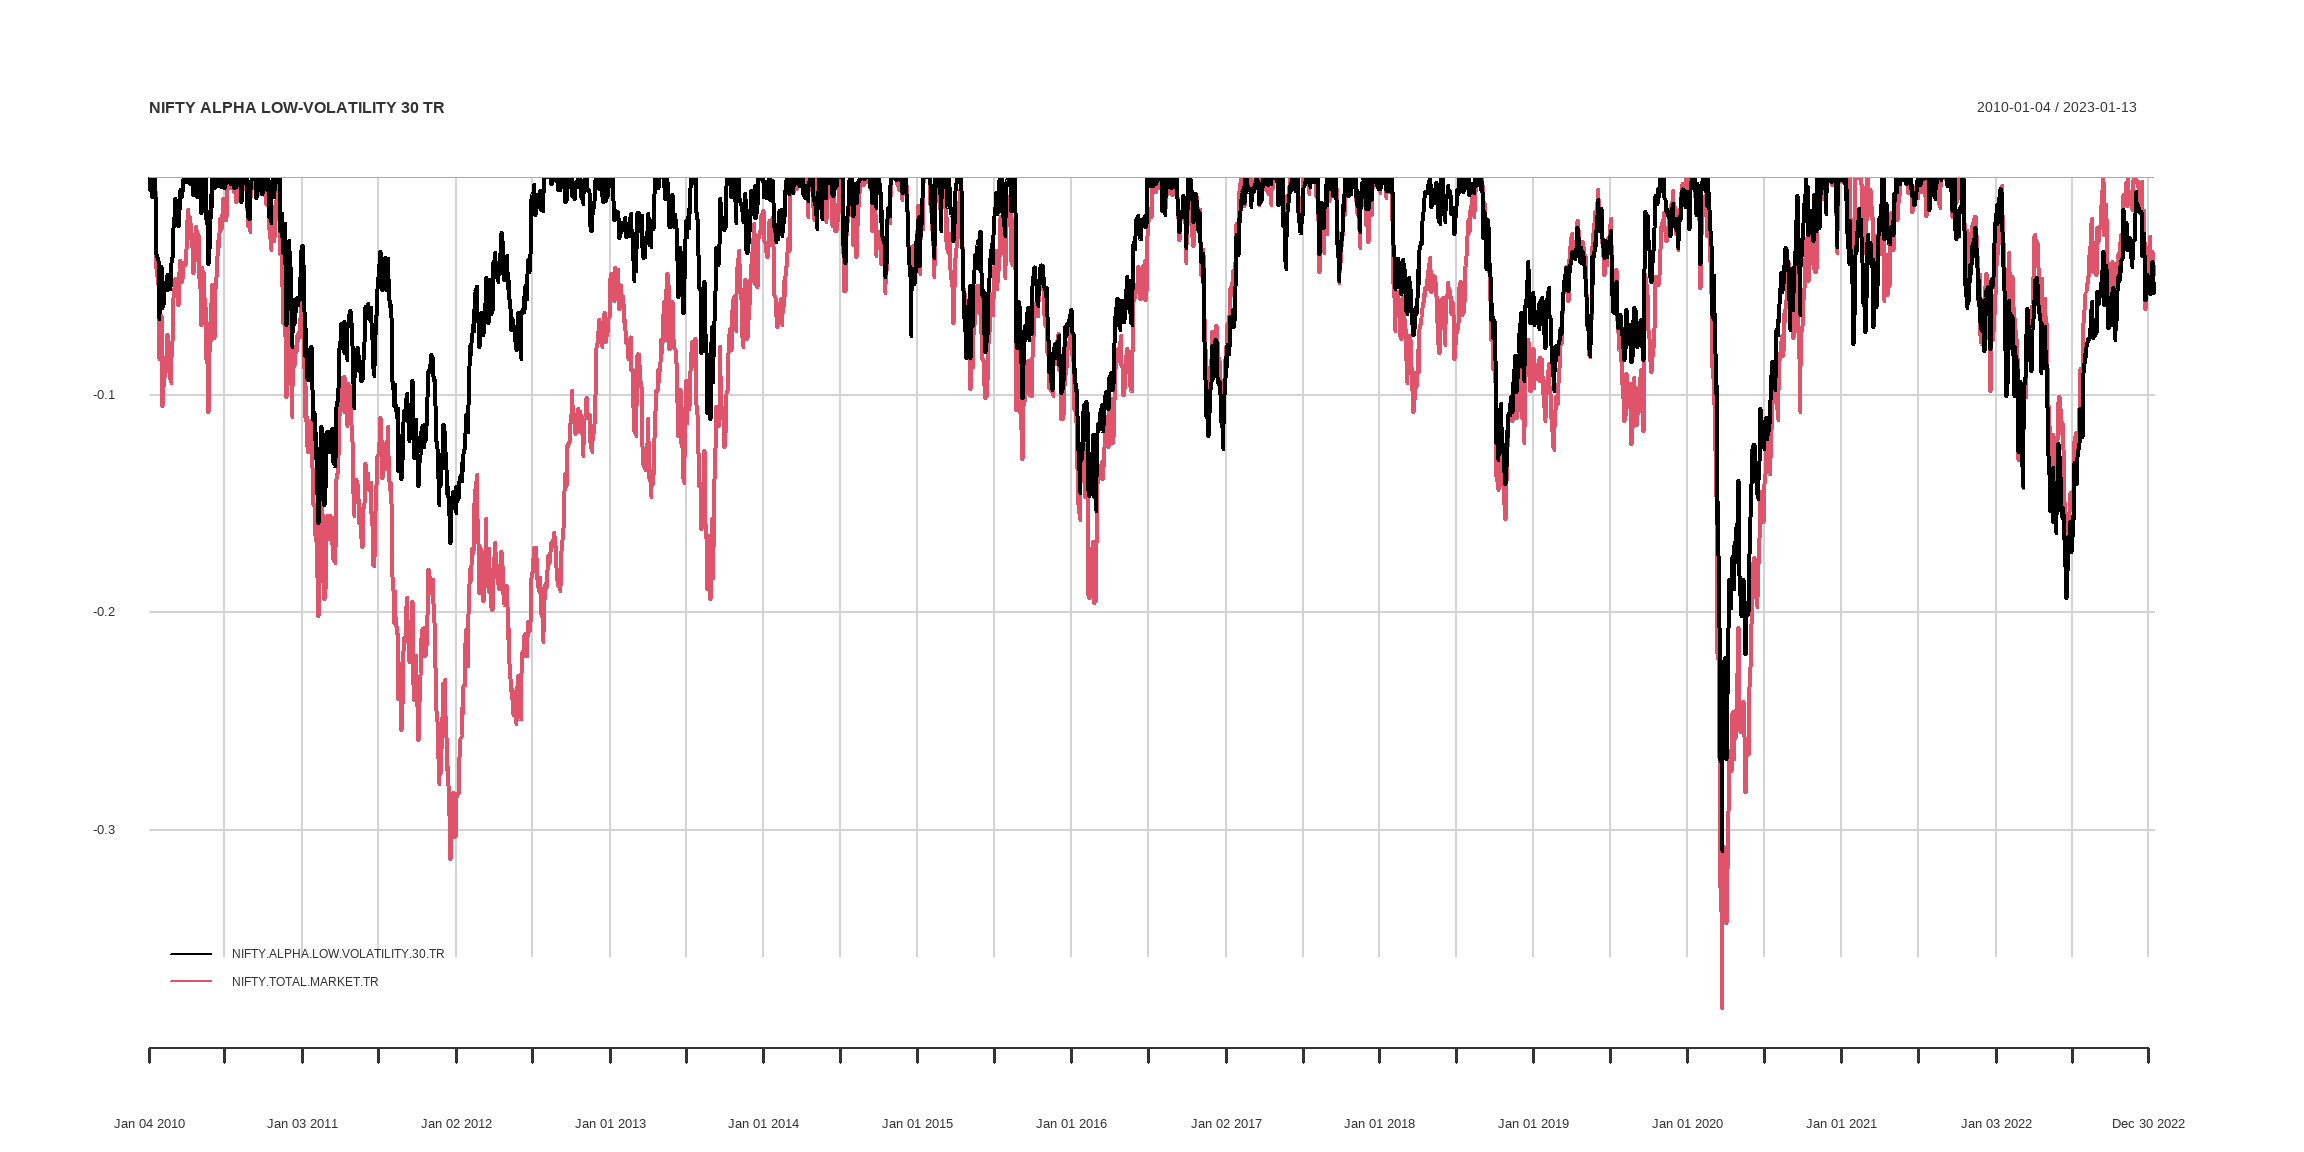 NIFTY ALPHA LOW-VOLATILITY 30 TR
2010-01-04 / 2023-01-13
-0.1
-0.2
-0.3
NIFTY.ALPHA.LOW.VOLATILITY.30.TR
NIFTY.TOTAL.MARKET.TR
Jan 04 2010 Jan 03 2011 Jan 02 2012 Jan 01 2013 Jan 01 2014 Jan 01 2015 Jan 01 2016 Jan 02 2017 Jan 01 2018 Jan 01 2019 Jan 01 2020 Jan 01 2021 Jan 03 2022 Dec 30 2022